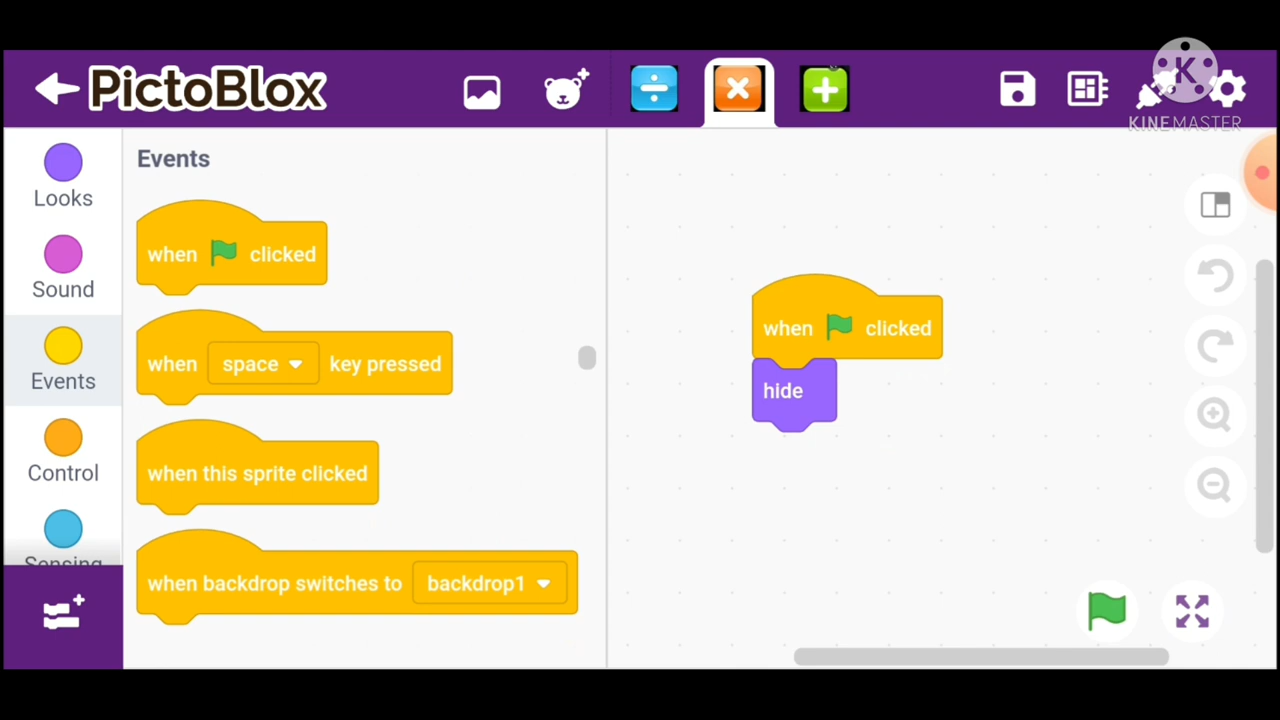 PictoBlox
K
KINEMASTER
Looks
Sound
Events
Control
Sensing
Events
when clicked
when space key pressed
when this sprite clicked
when backdrop switches to backdrop1
when clicked
hide